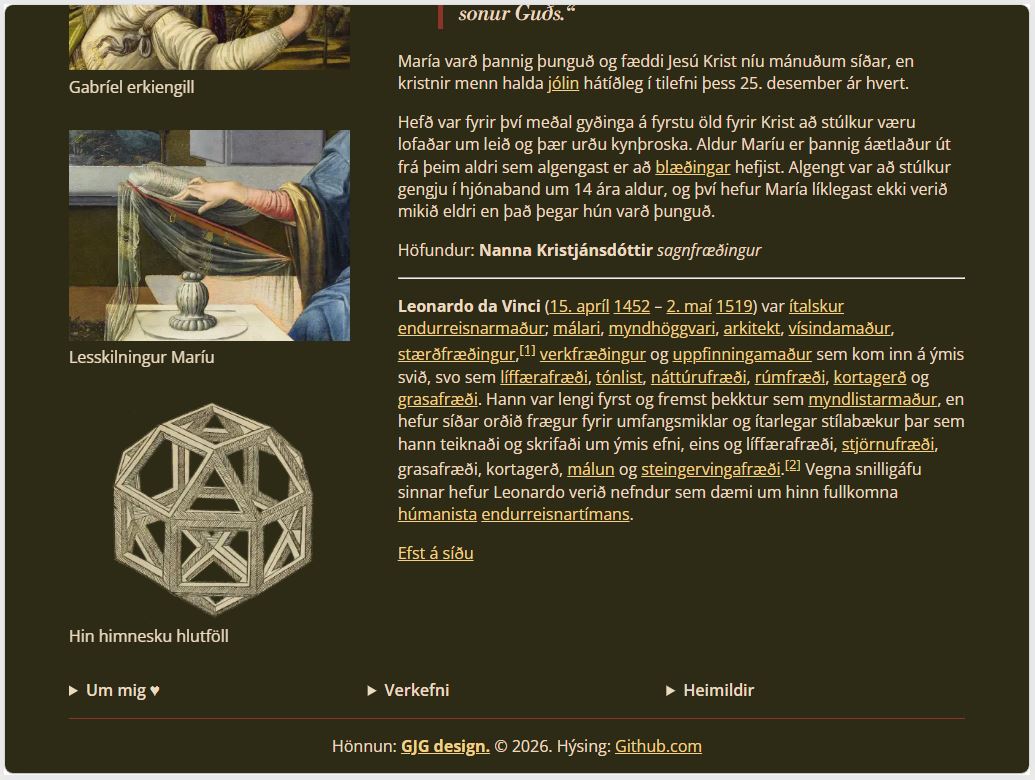 sonur Guðs.“
María varð þannig þunguð og fæddi Jesú Krist níu mánuðum síðar, en
kristnir menn halda jólin hátíðleg í tilefni þess 25. desember ár hvert.
Hefð var fyrir því meðal gyðinga á fyrstu öld fyrir Krist að stúlkur væru
lofaðar um leið og þær urðu kynþroska. Aldur Maríu er þannig áætlaður út
frá þeim aldri sem algengast er að blæðingar hefjist. Algengt var að stúlkur
gengju í hjónaband um 14 ára aldur, og því hefur María líklegast ekki verið
mikið eldri en það þegar hún varð þunguð.
Höfundur: Nanna Kristjánsdóttir sagnfræðingur
Leonardo da Vinci (15. apríl 1452 – 2. maí 1519) var ítalskur
endurreisnarmaður; málari, myndhöggvari, arkitekt, vísindamaður,
stærðfræðingur,[1] verkfræðingur og uppfinningamaður sem kom inn á ýmis
svið, svo sem líffærafræði, tónlist, náttúrufræði, rúmfræði, kortagerð og
grasafræði. Hann var lengi fyrst og fremst þekktur sem myndlistarmaður, en
hefur síðar orðið frægur fyrir umfangsmiklar og ítarlegar stílabækur þar sem
hann teiknaði og skrifaði um ýmis efni, eins og líffærafræði, stjörnufræði,
grasafræði, kortagerð, málun og steingervingafræði.[2] Vegna snilligáfu
sinnar hefur Leonardo verið nefndur sem dæmi um hinn fullkomna
húmanista endurreisnartímans.
Efst á síðu
Gabríel erkiengill
Lesskilningur Maríu
Hin himnesku hlutföll
Um mig ♥
Verkefni
Heimildir
Hönnun: GJG design. © 2026. Hýsing: Github.com